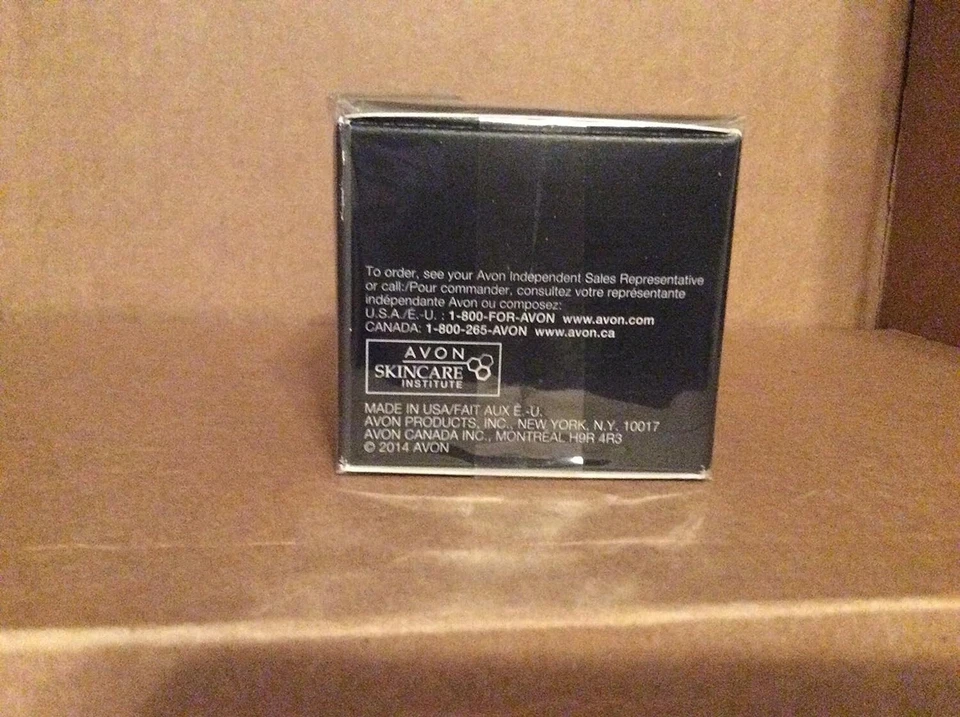 To order, see your Avon Independent Sales Representative
or call:/Pour commander, consultez votre représentante
indépendante Avon ou composez:
U.S.A./É.-U. : 1-800-FOR-AVON www.avon.com
CANADA: 1-800-265-AVON www.avon.ca
AVON
SKINCARE
INSTITUTE
MADE IN USA/FAIT AUX É.-U.
AVON PRODUCTS, INC., NEW YORK, N.Y. 10017
AVON CANADA INC., MONTRÉAL H9R 4R3
© 2014 AVON